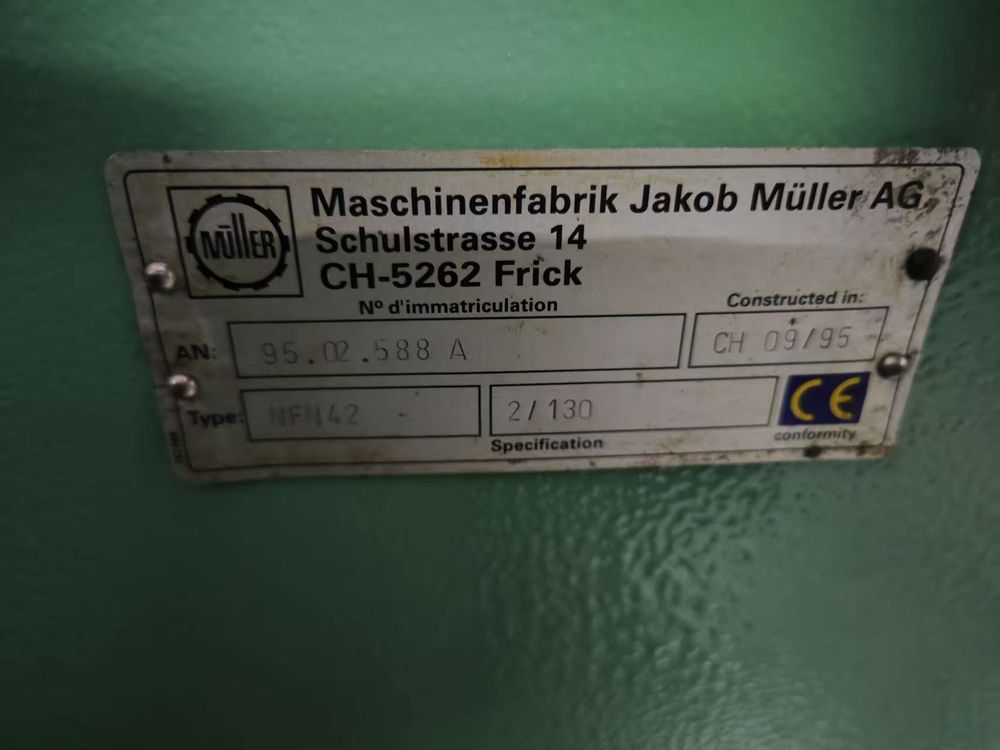 MÜLLER
Maschinenfabrik Jakob Müller AG
Schulstrasse 14
CH-5262 Frick
Nº d'immatriculation
Constructed in:
AN: 95.02.588 A
CH 09/95
Type: NFN42
2/130
Specification
CE
conformity